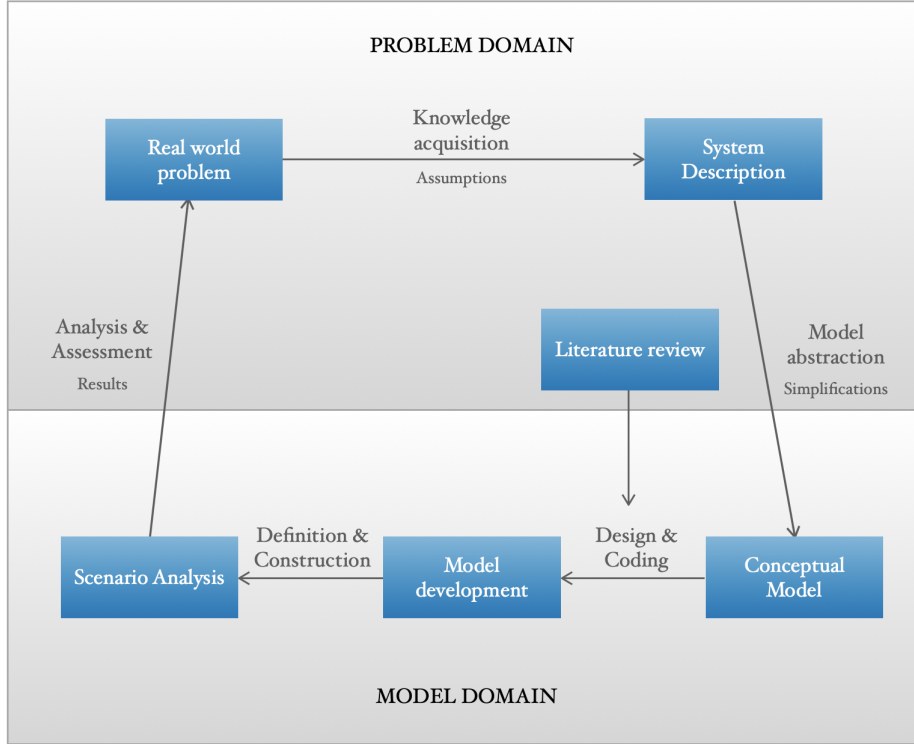 PROBLEM DOMAIN
Real world
problem
Knowledge
acquisition
Assumptions
System
Description
Analysis &
Assessment
Results
Literature review
Model
abstraction
Simplifications
Scenario Analysis
Definition &
Construction
Model
development
Design &
Coding
Conceptual
Model
MODEL DOMAIN